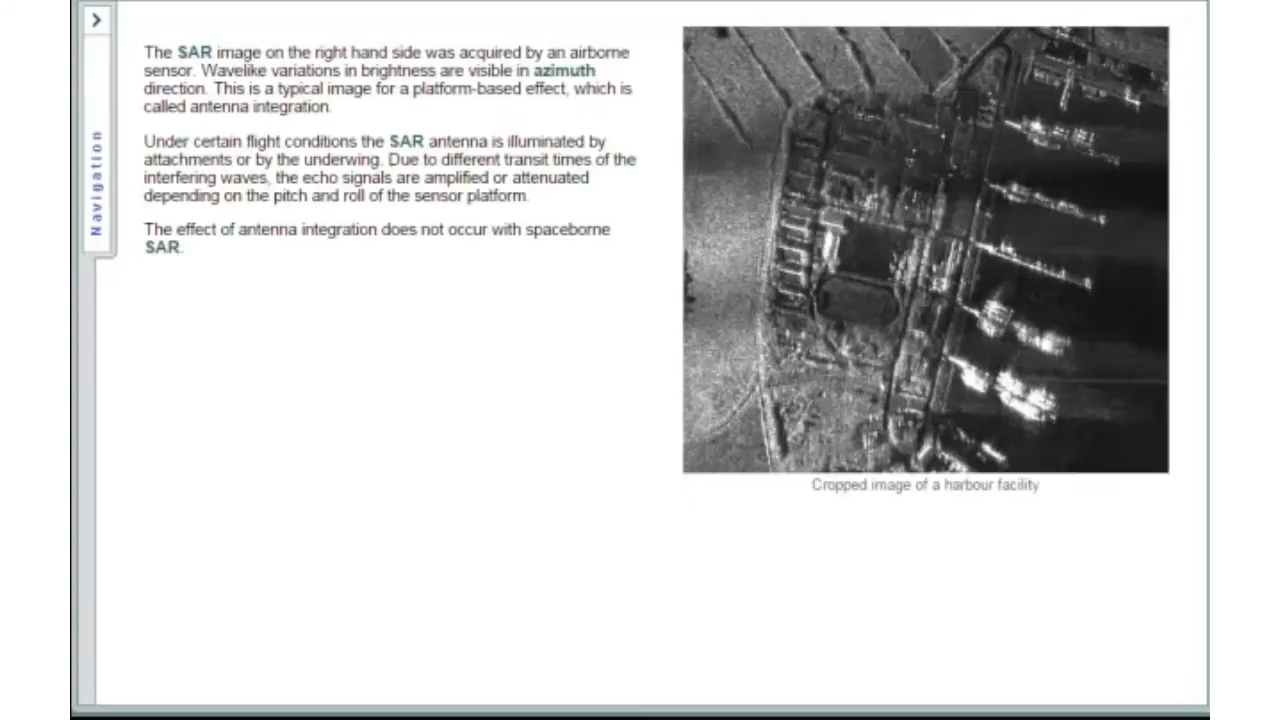 Navigation
The SAR image on the right hand side was acquired by an airborne
sensor. Wavelike variations in brightness are visible in azimuth
direction. This is a typical image for a platform-based effect, which is
called antenna integration.
Under certain flight conditions the SAR antenna is illuminated by
attachments or by the underwing. Due to different transit times of the
interfering waves, the echo signals are amplified or attenuated
depending on the pitch and roll of the sensor platform.
The effect of antenna integration does not occur with spaceborne
SAR.
Cropped image of a harbour facility